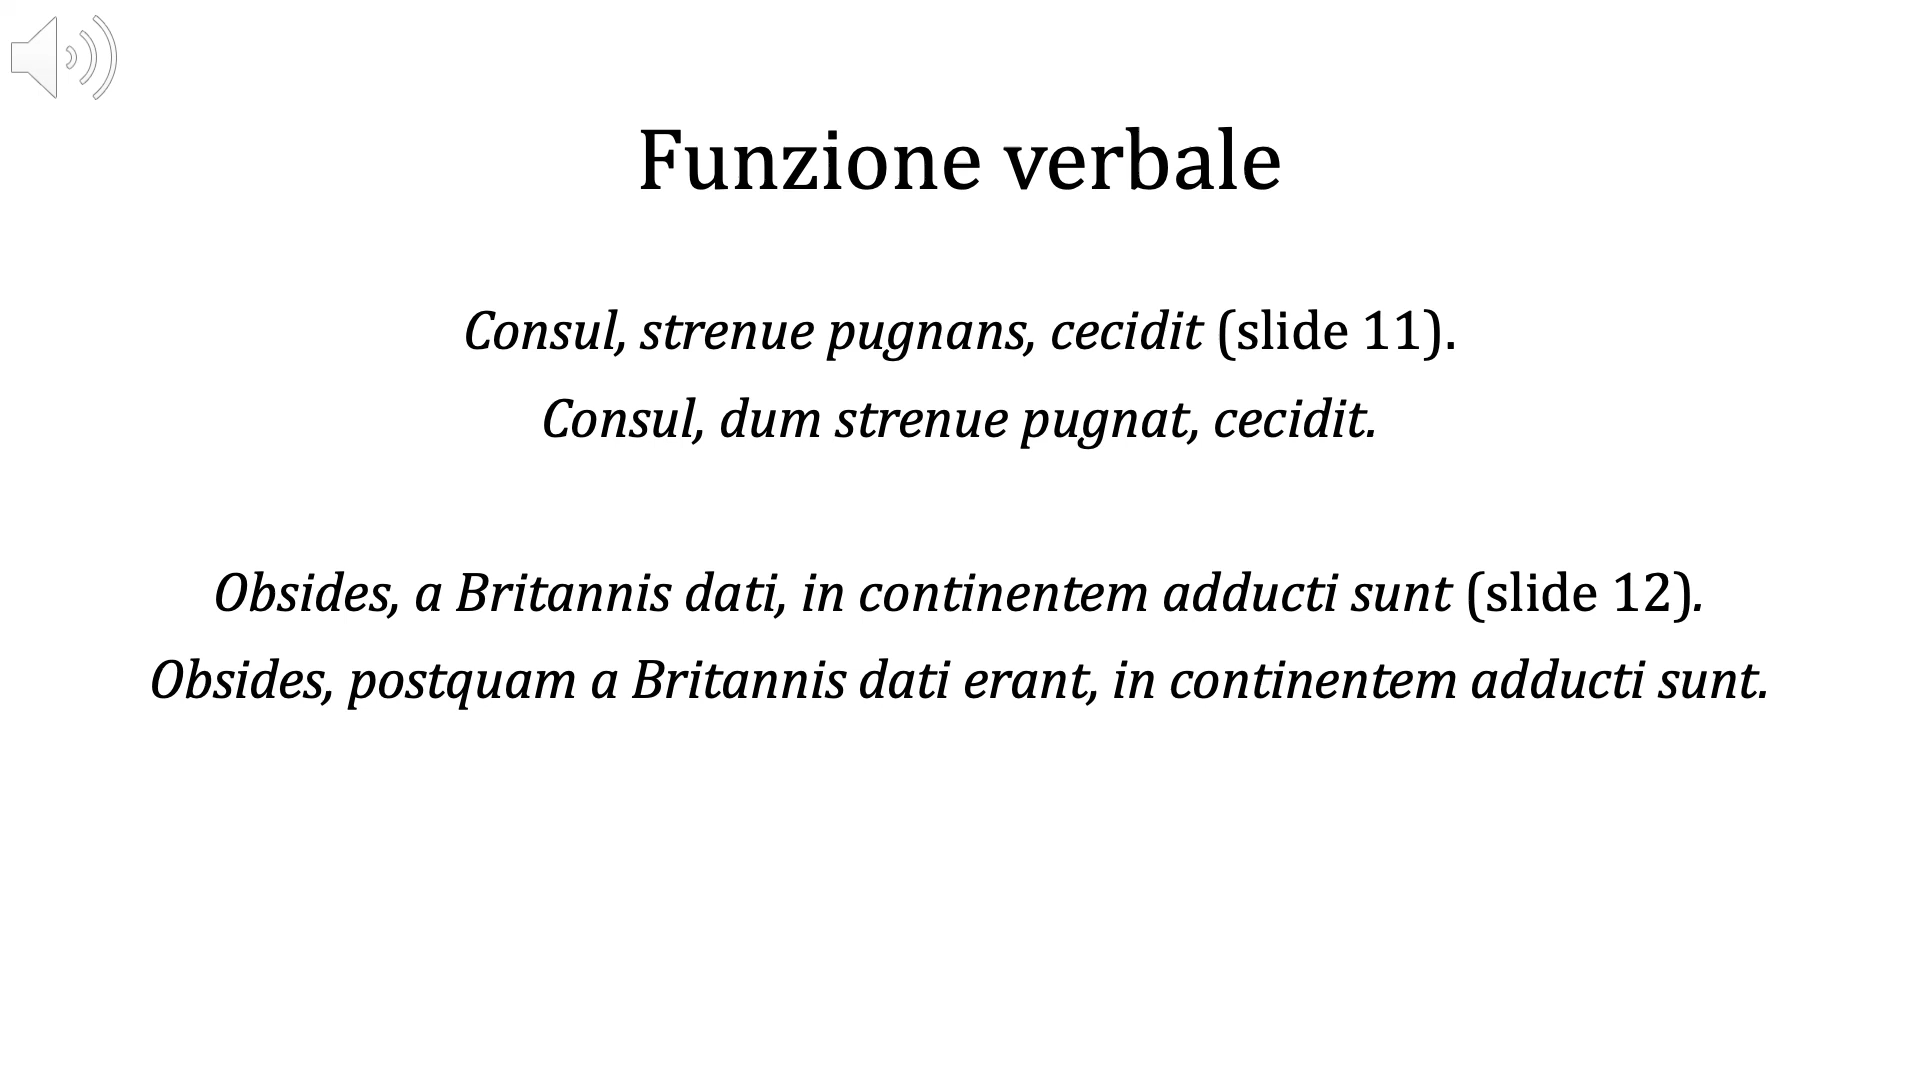 Funzione verbale
Consul, strenue pugnans, cecidit (slide 11).
Consul, dum strenue pugnat, cecidit.
Obsides, a Britannis dati, in continentem adducti sunt (slide 12).
Obsides, postquam a Britannis dati erant, in continentem adducti sunt.